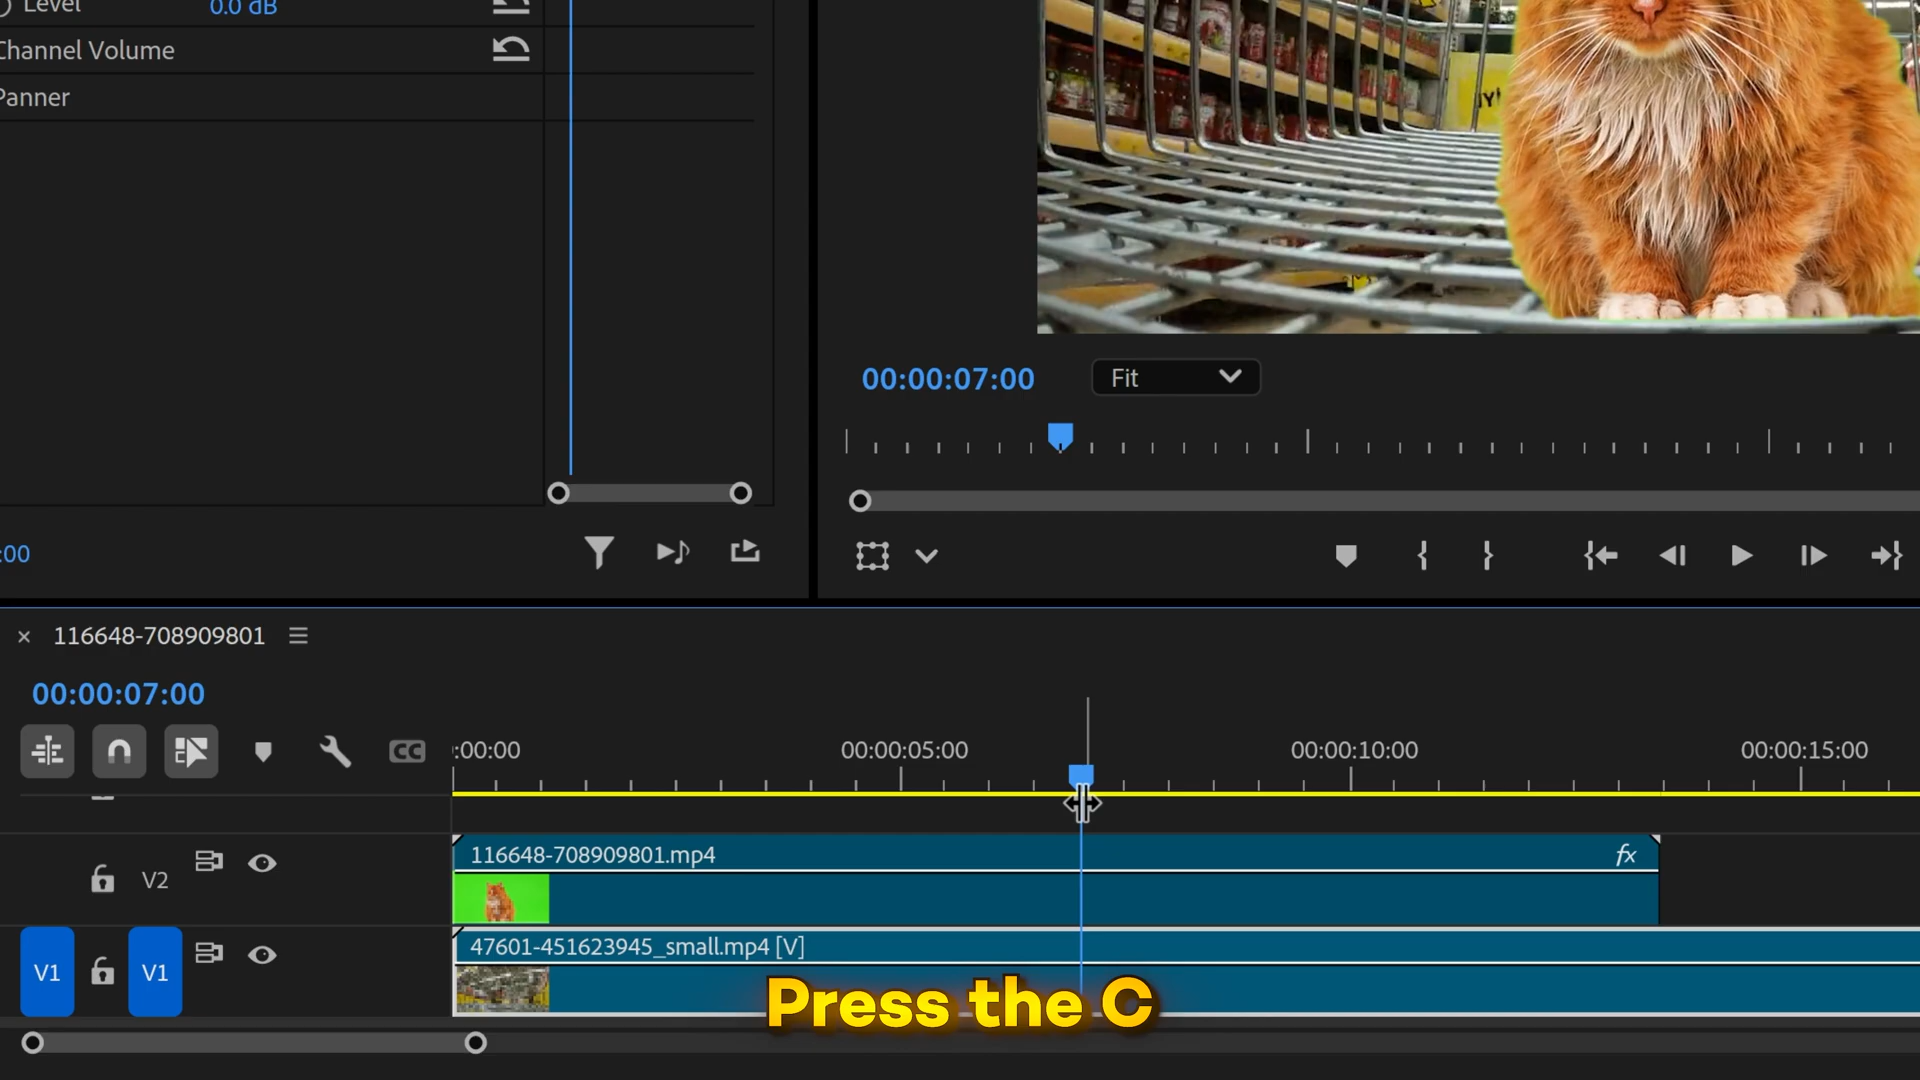 Level 0.0 dB
Channel Volume
Panner
00:00:07:00 Fit
:00
116648-708909801
00:00:07:00
:00:00 00:00:05:00 00:00:10:00 00:00:15:00
CC
116648-708909801.mp4 fx
V2
47601-451623945_small.mp4 [V]
V1 V1
Press the C